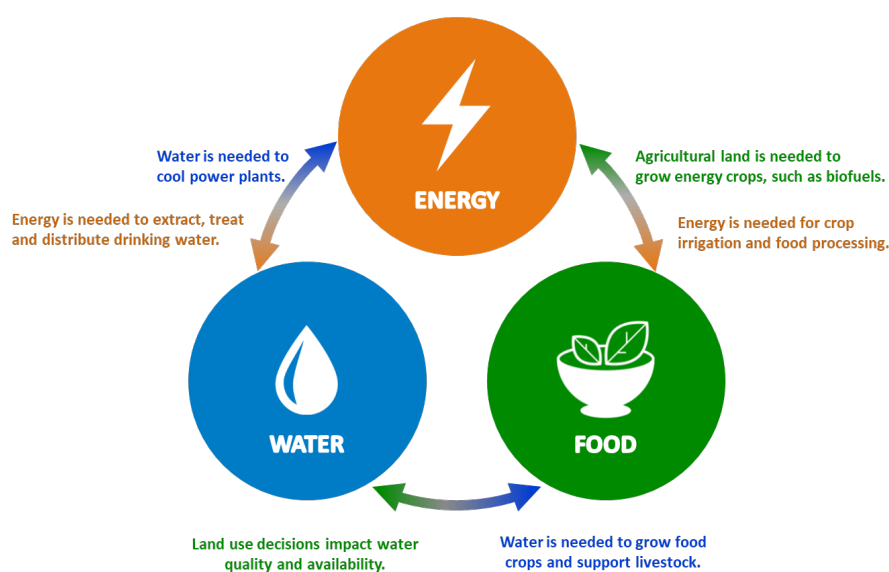 ENERGY
Water is needed to
cool power plants.
Energy is needed to extract, treat
and distribute drinking water.
Agricultural land is needed to
grow energy crops, such as biofuels.
Energy is needed for crop
irrigation and food processing.
WATER
FOOD
Land use decisions impact water
quality and availability.
Water is needed to grow food
crops and support livestock.